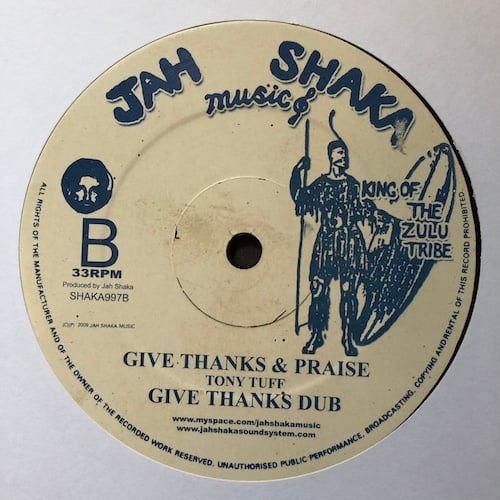 JAH SHAKA
music &
KING OF
THE
ZULU
TRIBE
B
33RPM
Produced by Jah Shaka
SHAKA997B
(C)(P) 2009 JAH SHAKA MUSIC
GIVE THANKS & PRAISE
TONY TUFF
GIVE THANKS DUB
www.myspace.com/jahshakamusic
www.jahshakasoundsystem.com
ALL RIGHTS OF THE MANUFACTURER AND OF THE OWNER OF THE RECORDED WORK RESERVED. UNAUTHORISED PUBLIC PERFORMANCE, BROADCASTING, COPYING ANDRENTAL OF THIS RECORD PROHIBITED